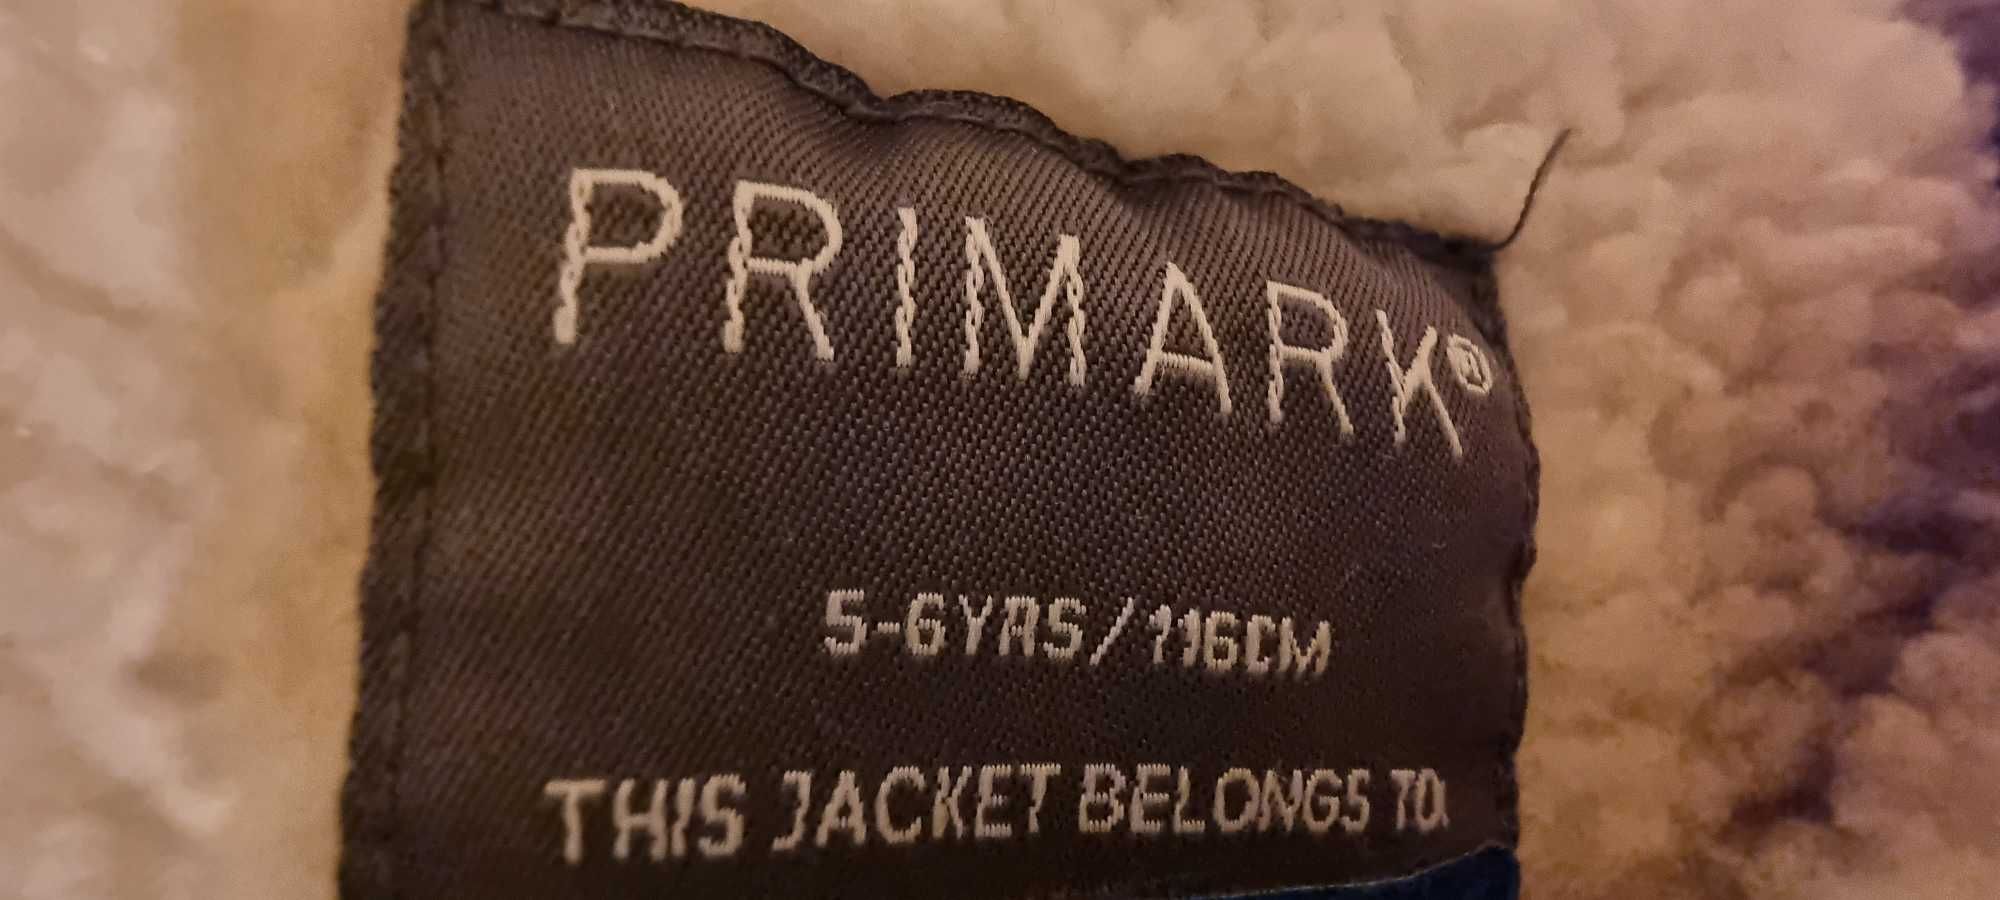 PRIMARK®
5-6YRS/116CM
THIS JACKET BELONGS TO: